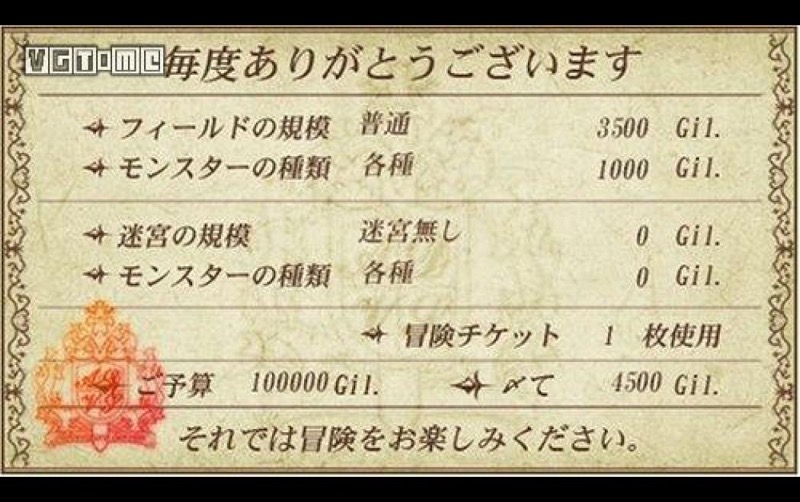 VGTIME
毎度ありがとうございます
フィールドの規模 普通 3500 Gil.
モンスターの種類 各種 1000 Gil.
迷宮の規模 迷宮無し 0 Gil.
モンスターの種類 各種 0 Gil.
冒険チケット 1 枚使用
ご予算 100000 Gil. 〆て 4500 Gil.
それでは冒険をお楽しみください。